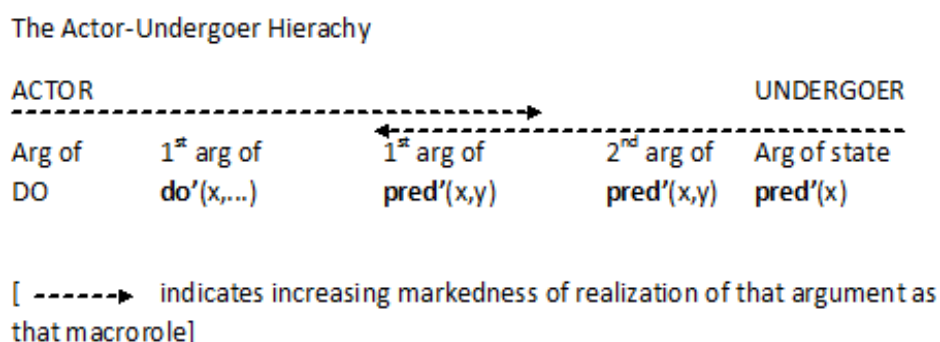 The Actor-Undergoer Hierachy
ACTOR UNDERGOER
Arg of 1st arg of 1st arg of 2nd arg of Arg of state
DO do′(x,...) pred′(x,y) pred′(x,y) pred′(x)
[ indicates increasing markedness of realization of that argument as
that macrorole]